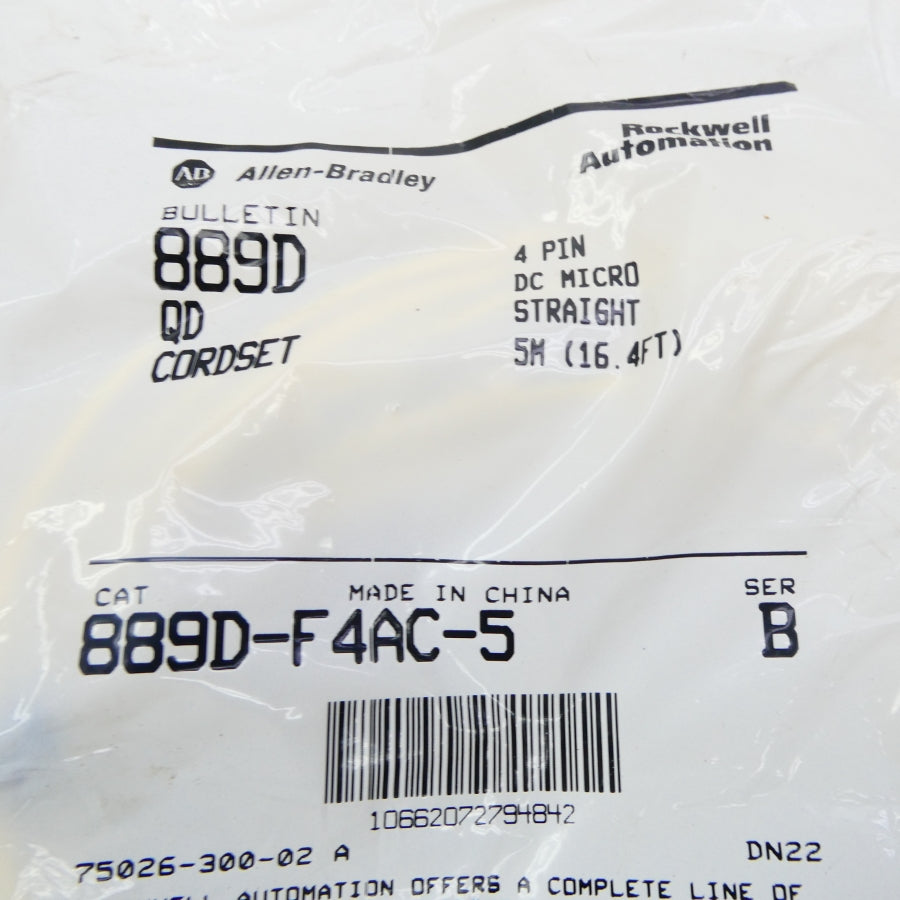 Rockwell
Automation
AB Allen-Bradley
BULLETIN
889D
QD
CORDSET
4 PIN
DC MICRO
STRAIGHT
5M (16.4FT)
CAT MADE IN CHINA SER
889D-F4AC-5 B
10662072794842
75026-300-02 A DN22
AUTOMATION OFFERS A COMPLETE LINE OF